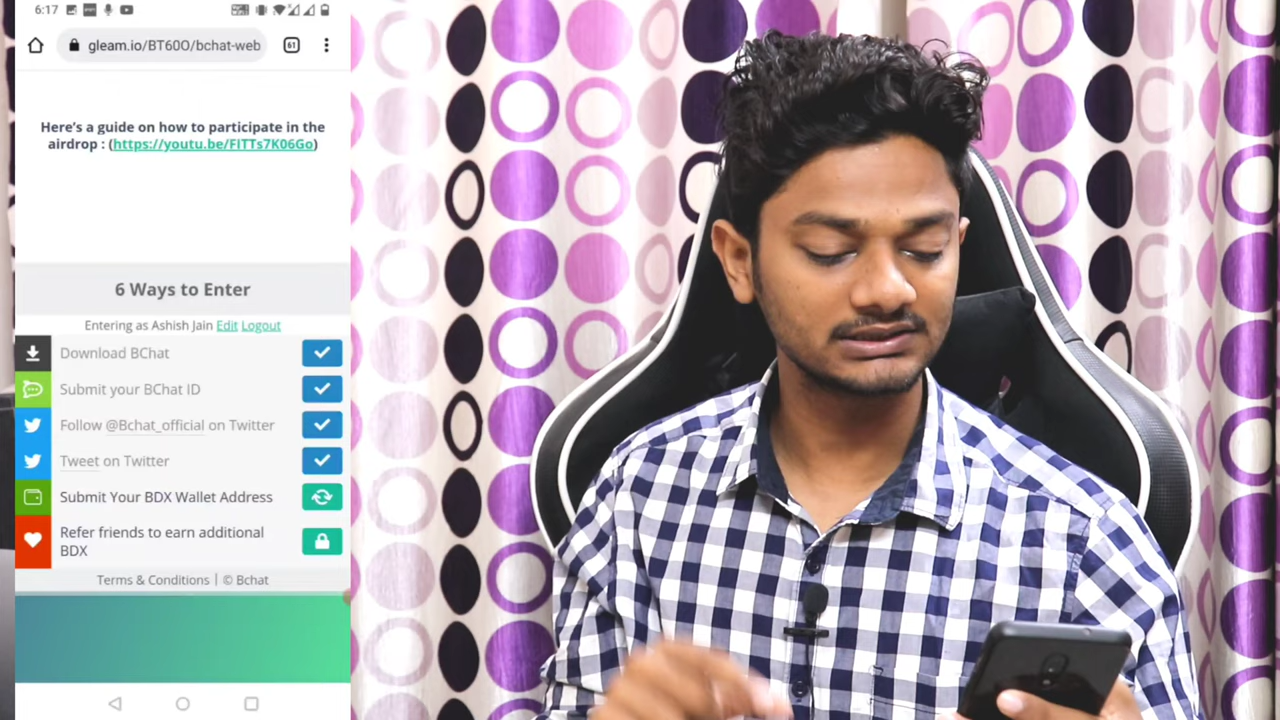 6:17
gleam.io/BT60O/bchat-web
61
Here's a guide on how to participate in the
airdrop : (https://youtu.be/FITTs7K06Go)
6 Ways to Enter
Entering as Ashish Jain Edit Logout
Download BChat
Submit your BChat ID
Follow @Bchat_official on Twitter
Tweet on Twitter
Submit Your BDX Wallet Address
Refer friends to earn additional
BDX
Terms & Conditions | © Bchat